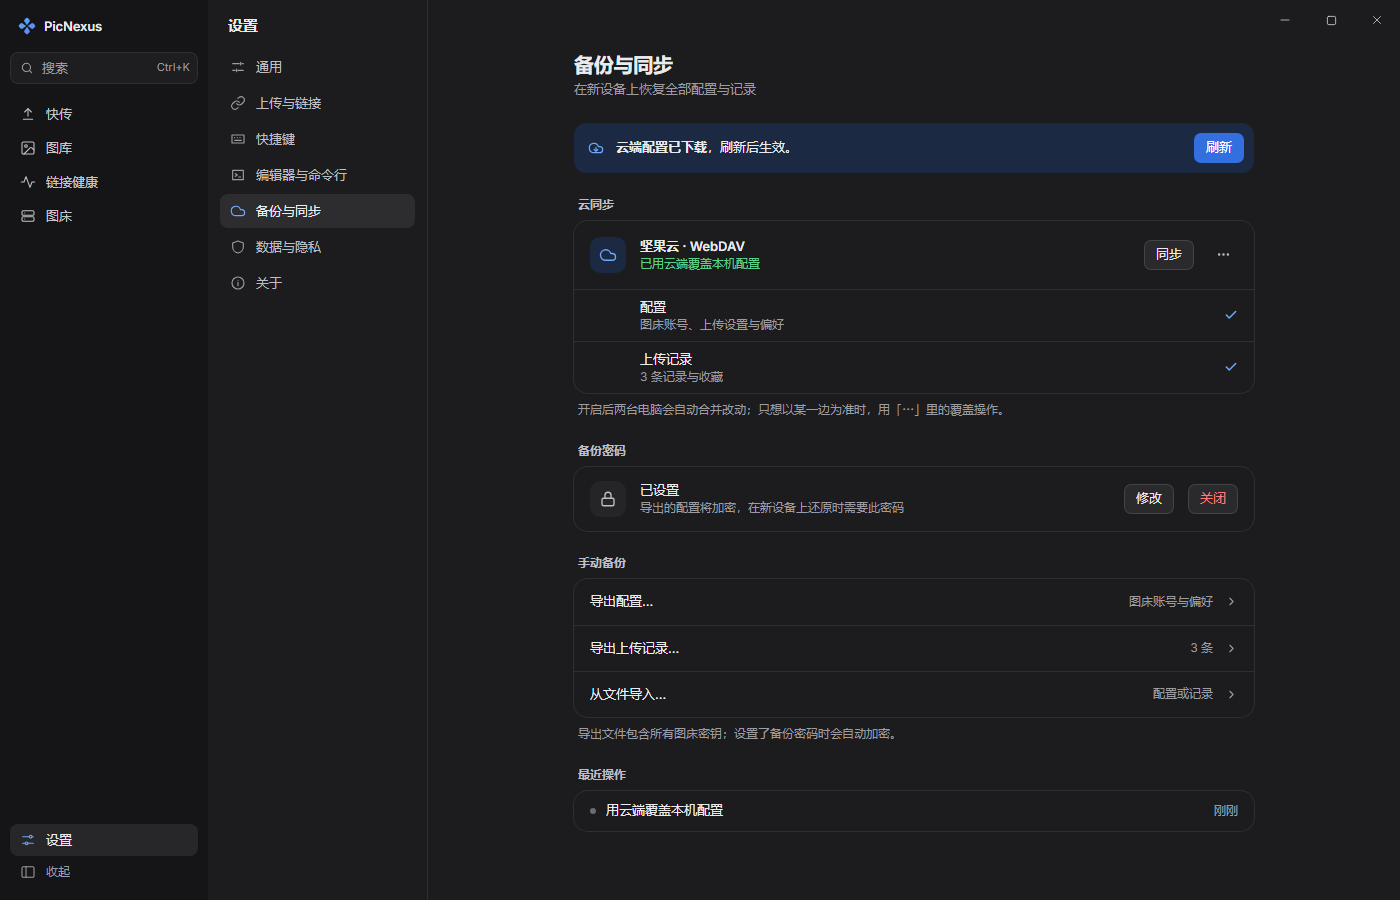 PicNexus
搜索 Ctrl+K
快传
图库
链接健康
图床
设置
收起
设置
通用
上传与链接
快捷键
编辑器与命令行
备份与同步
数据与隐私
关于
备份与同步
在新设备上恢复全部配置与记录
云端配置已下载，刷新后生效。 刷新
云同步
坚果云 · WebDAV
已用云端覆盖本机配置
同步 ···
配置
图床账号、上传设置与偏好
上传记录
3 条记录与收藏
开启后两台电脑会自动合并改动；只想以某一边为准时，用「···」里的覆盖操作。
备份密码
已设置
导出的配置将加密，在新设备上还原时需要此密码
修改 关闭
手动备份
导出配置... 图床账号与偏好
导出上传记录... 3 条
从文件导入... 配置或记录
导出文件包含所有图床密钥；设置了备份密码时会自动加密。
最近操作
用云端覆盖本机配置 刚刚